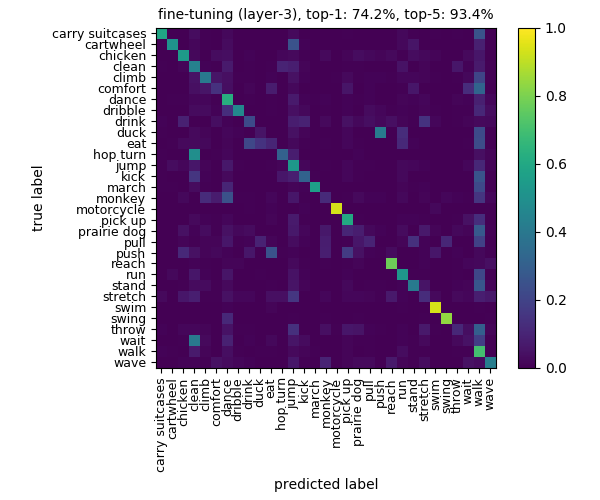 fine-tuning (layer-3), top-1: 74.2%, top-5: 93.4%
carry suitcases
cartwheel
chicken
clean
climb
comfort
dance
dribble
drink
duck
eat
hop turn
jump
kick
march
monkey
motorcycle
pick up
prairie dog
pull
push
reach
run
stand
stretch
swim
swing
throw
wait
walk
wave
true label
carry suitcases
cartwheel
chicken
clean
climb
comfort
dance
dribble
drink
duck
eat
hop turn
jump
kick
march
monkey
motorcycle
pick up
prairie dog
pull
push
reach
run
stand
stretch
swim
swing
throw
wait
walk
wave
predicted label
1.0
0.8
0.6
0.4
0.2
0.0